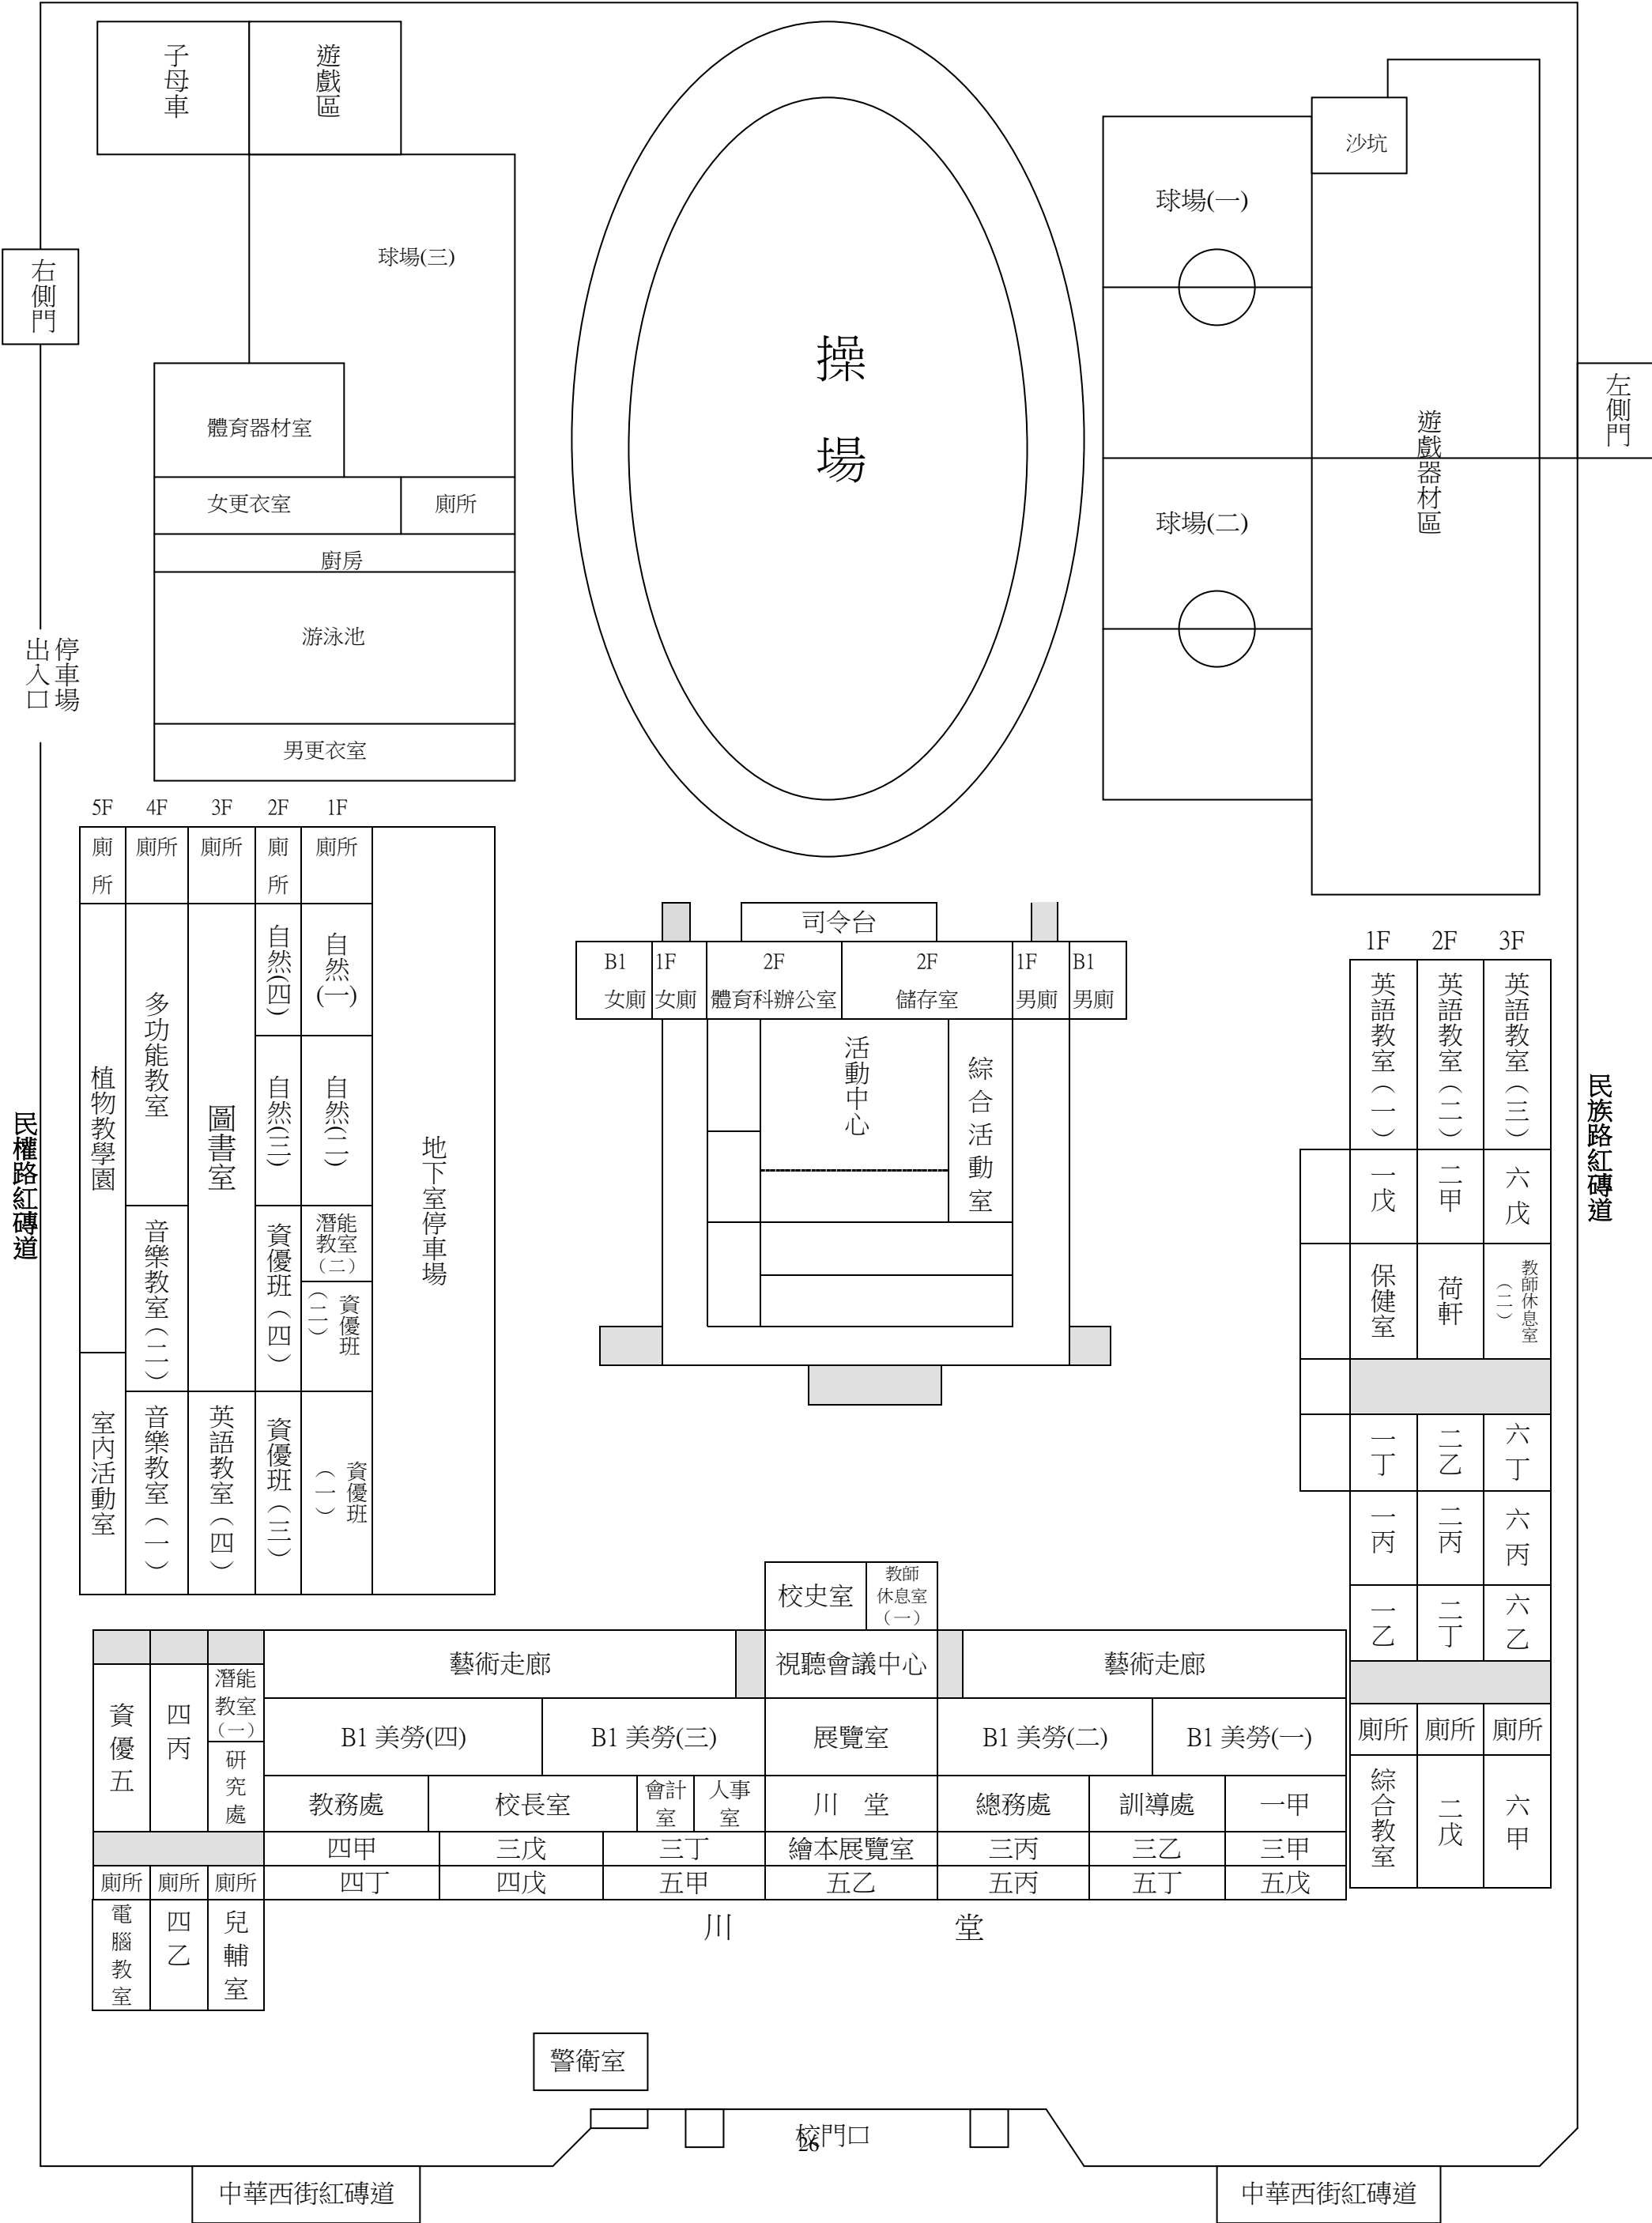 子母車
遊戲區
沙坑
球場(一)
球場(三)
右側門
操場
左側門
體育器材室
遊戲器材區
女更衣室
廁所
球場(二)
廚房
游泳池
停車場
出入口
男更衣室
5F 4F 3F 2F 1F
廁所 廁所 廁所 廁所 廁所
植物教學園
室內活動室
多功能教室
音樂教室(二)
音樂教室(一)
圖書室
英語教室(四)
自然(四)
自然(三)
資優班(四)
資優班(三)
自然(一)
自然(二)
潛能教室(二)
資優班(二)
資優班(一)
地下室停車場
民權路紅磚道
司令台
B1 女廁
1F 女廁
2F 體育科辦公室
2F 儲存室
1F 男廁
B1 男廁
活動中心
綜合活動室
1F 2F 3F
英語教室(一)
英語教室(二)
英語教室(三)
一戊 二甲 六戊
保健室 荷軒 教師休息室(二)
一丁 二乙 六丁
一丙 二丙 六丙
一乙 二丁 六乙
廁所 廁所 廁所
綜合教室 二戊 六甲
民族路紅磚道
校史室
教師休息室(一)
藝術走廊
視聽會議中心
藝術走廊
資優五
四丙
潛能教室(一)
研究處
B1 美勞(四) B1 美勞(三) 展覽室 B1 美勞(二) B1 美勞(一)
教務處 校長室 會計室 人事室 川 堂 總務處 訓導處 一甲
四甲 三戊 三丁 繪本展覽室 三丙 三乙 三甲
廁所 廁所 廁所 四丁 四戊 五甲 五乙 五丙 五丁 五戊
電腦教室
四乙
兒輔室
川 堂
警衛室
校門口
26
中華西街紅磚道
中華西街紅磚道